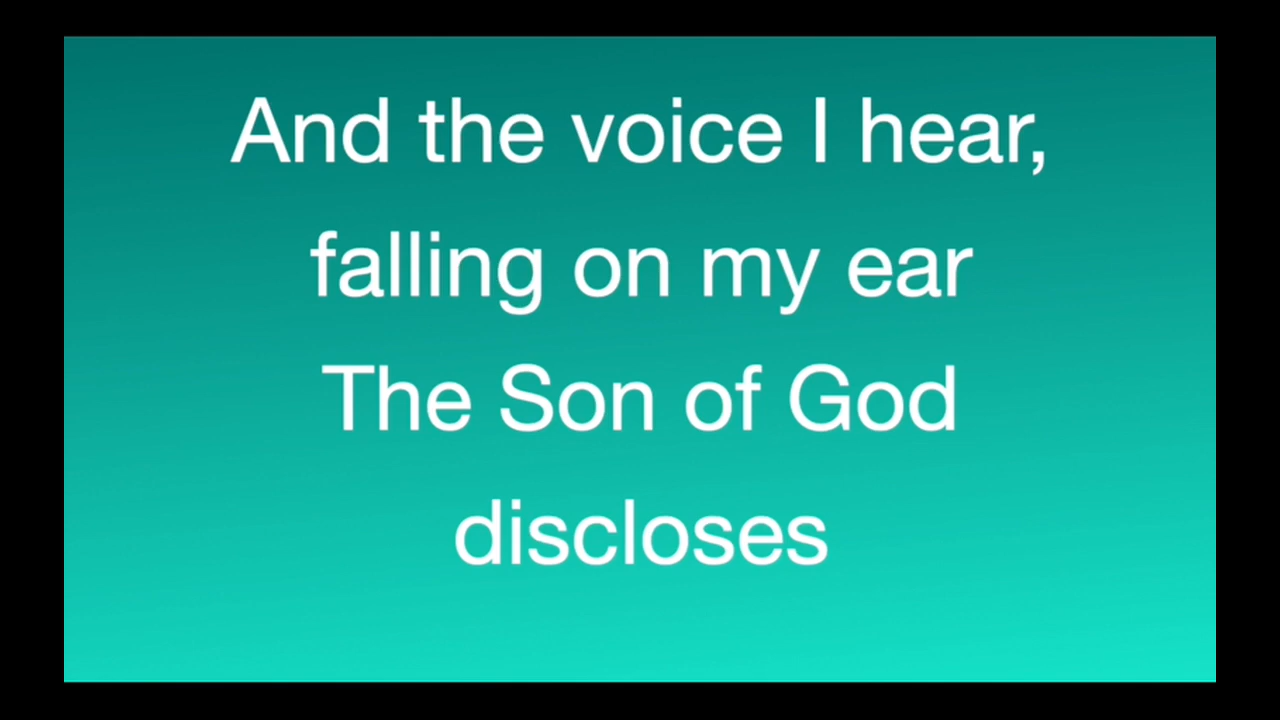 And the voice I hear,
falling on my ear
The Son of God
discloses